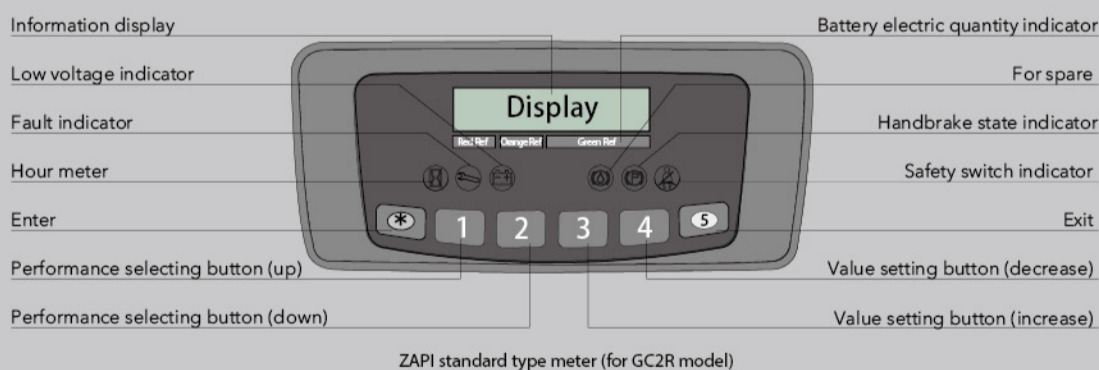 Information display
Battery electric quantity indicator
Low voltage indicator
For spare
Fault indicator
Handbrake state indicator
Hour meter
Safety switch indicator
Enter
Exit
Performance selecting button (up)
Value setting button (decrease)
Performance selecting button (down)
Value setting button (increase)
Display
Red Ref Orange Ref Green Ref
P
* 1 2 3 4 5
ZAPI standard type meter (for GC2R model)